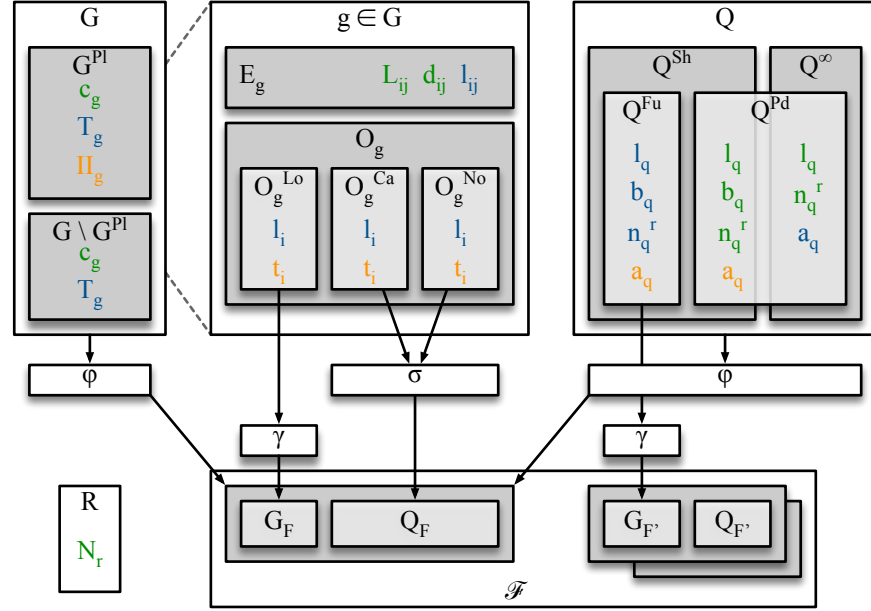 G
G^Pl
c_g
T_g
II_g
G \ G^Pl
c_g
T_g
φ
g ∈ G
E_g L_ij d_ij l_ij
O_g
O_g^Lo O_g^Ca O_g^No
l_i l_i l_i
t_i t_i t_i
σ
γ
Q
Q^Sh Q^∞
Q^Fu Q^Pd
l_q l_q l_q
b_q b_q n_q^r
n_q^r n_q^r a_q
a_q a_q
φ
γ
R
N_r
G_F Q_F
G_F' Q_F'
ℱ